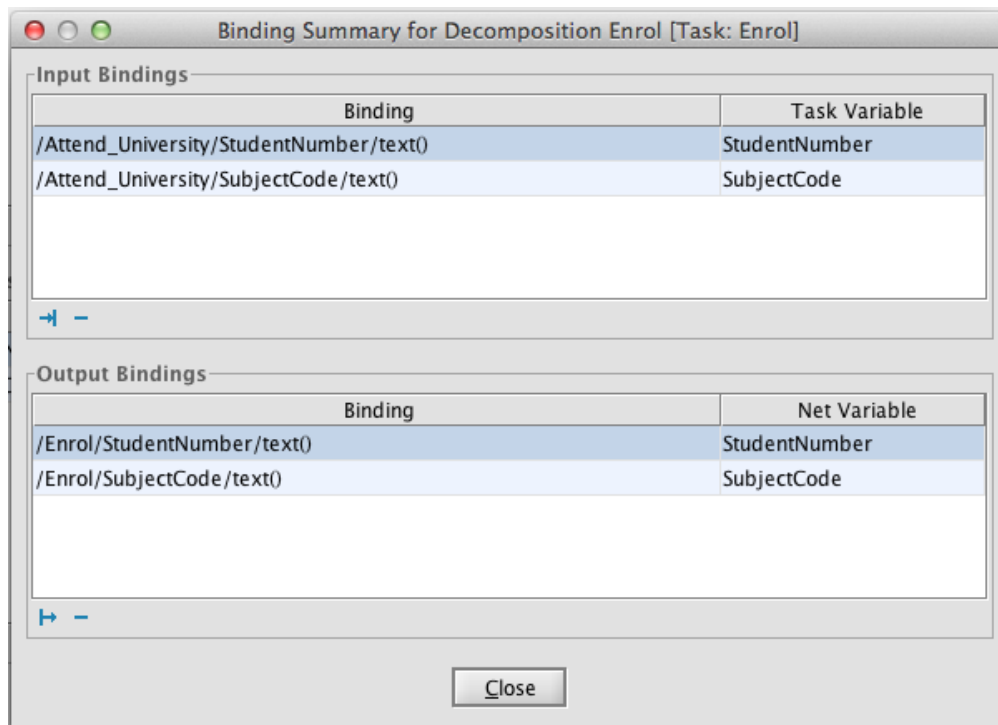 Binding Summary for Decomposition Enrol [Task: Enrol]
Input Bindings
Binding Task Variable
/Attend_University/StudentNumber/text() StudentNumber
/Attend_University/SubjectCode/text() SubjectCode
Output Bindings
Binding Net Variable
/Enrol/StudentNumber/text() StudentNumber
/Enrol/SubjectCode/text() SubjectCode
Close